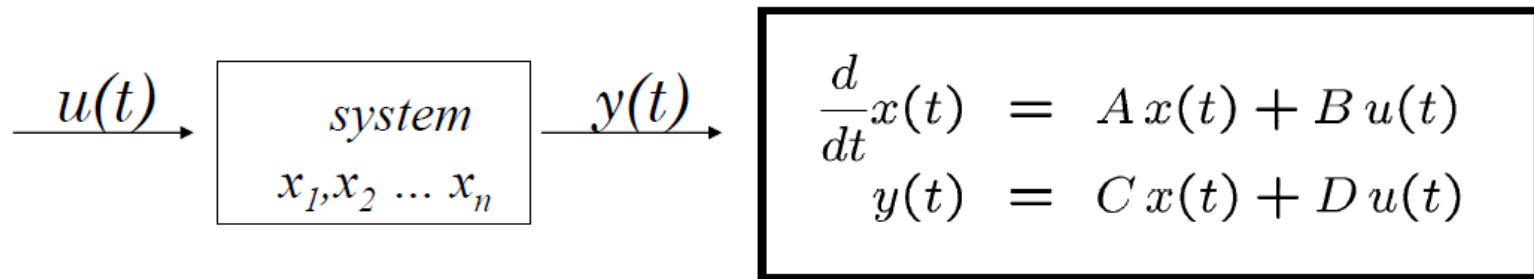 u(t)
system
x₁,x₂ ... xₙ
y(t)
d/dt x(t) = A x(t) + B u(t)
y(t) = C x(t) + D u(t)